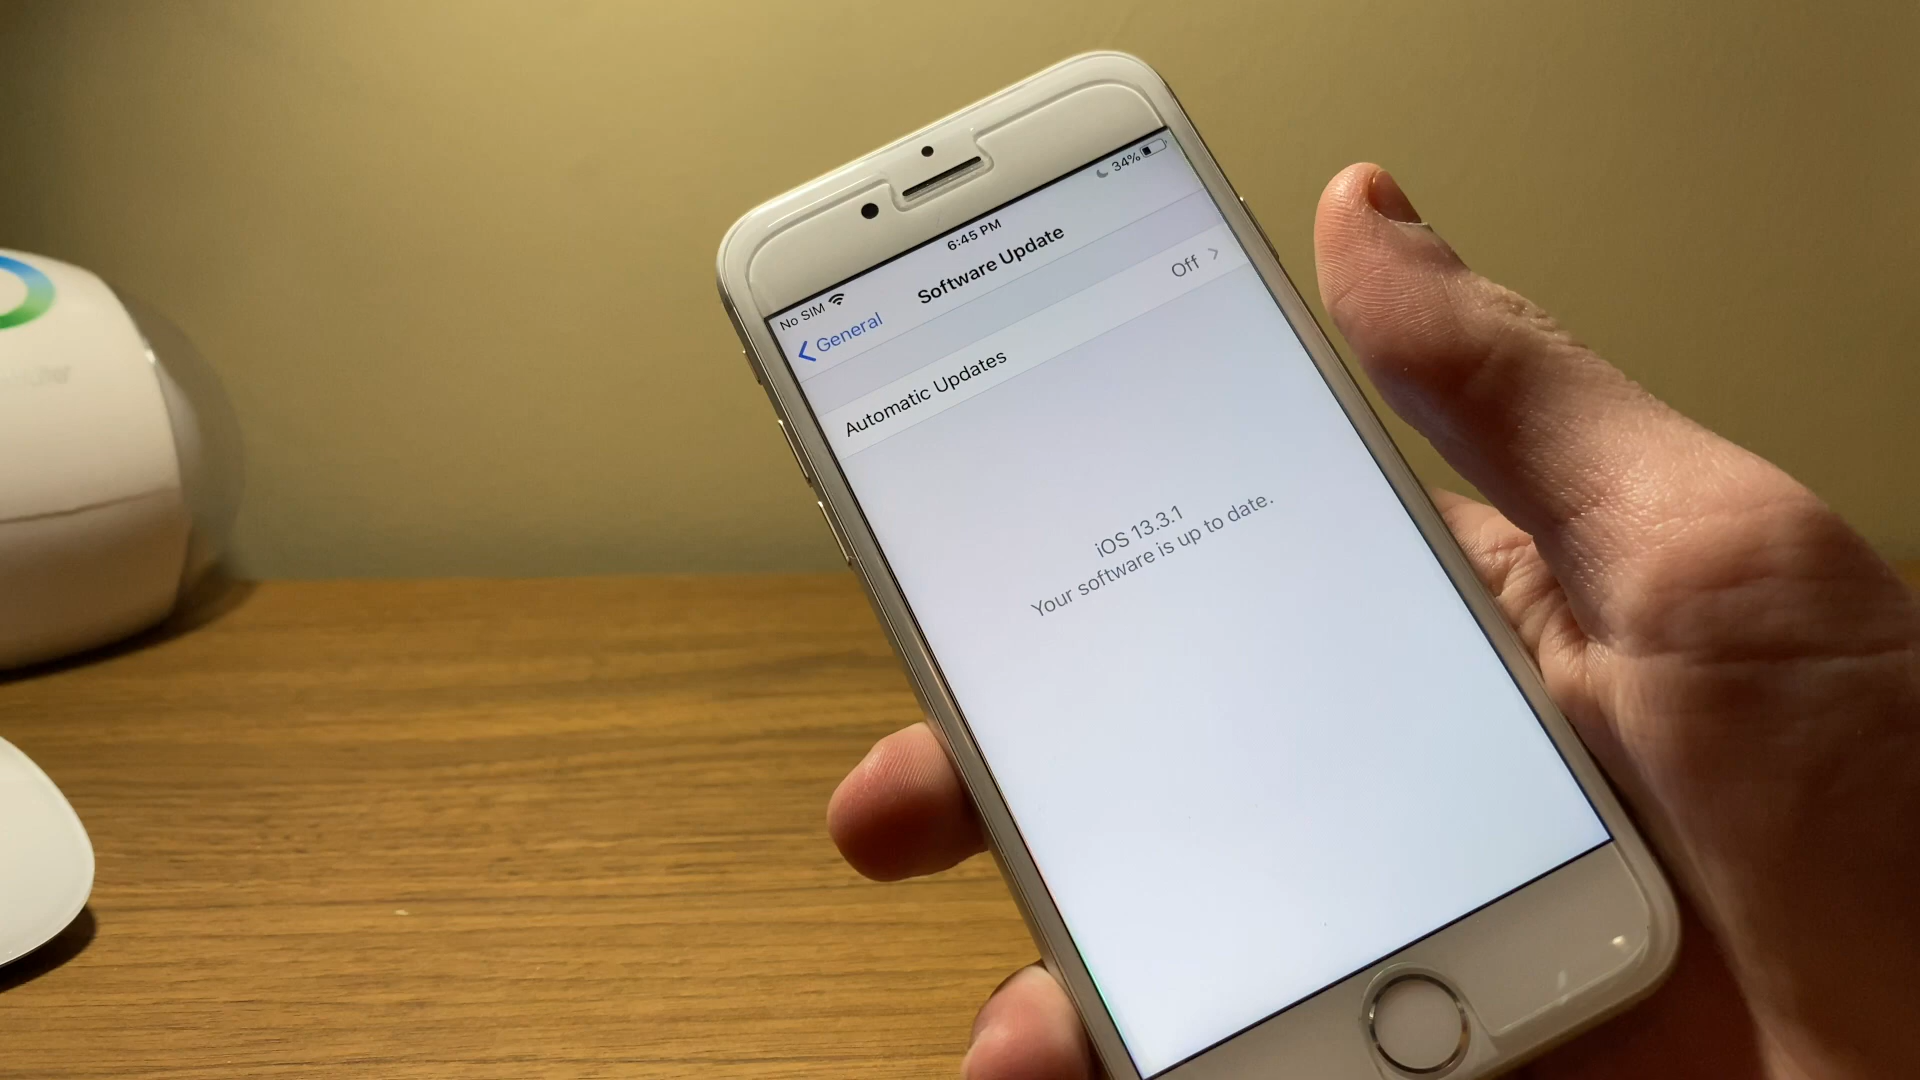 No SIM 6:45 PM 34%
General Software Update
Automatic Updates Off
iOS 13.3.1
Your software is up to date.